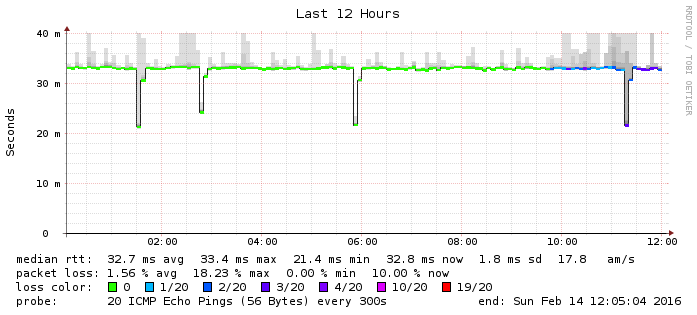 Last 12 Hours
RRDTOOL / TOBI OETIKER
Seconds
40 m
30 m
20 m
10 m
0
02:00 04:00 06:00 08:00 10:00 12:00
median rtt: 32.7 ms avg 33.4 ms max 21.4 ms min 32.8 ms now 1.8 ms sd 17.8 am/s
packet loss: 1.56 % avg 18.23 % max 0.00 % min 10.00 % now
loss color: 0 1/20 2/20 3/20 4/20 10/20 19/20
probe: 20 ICMP Echo Pings (56 Bytes) every 300s end: Sun Feb 14 12:05:04 2016